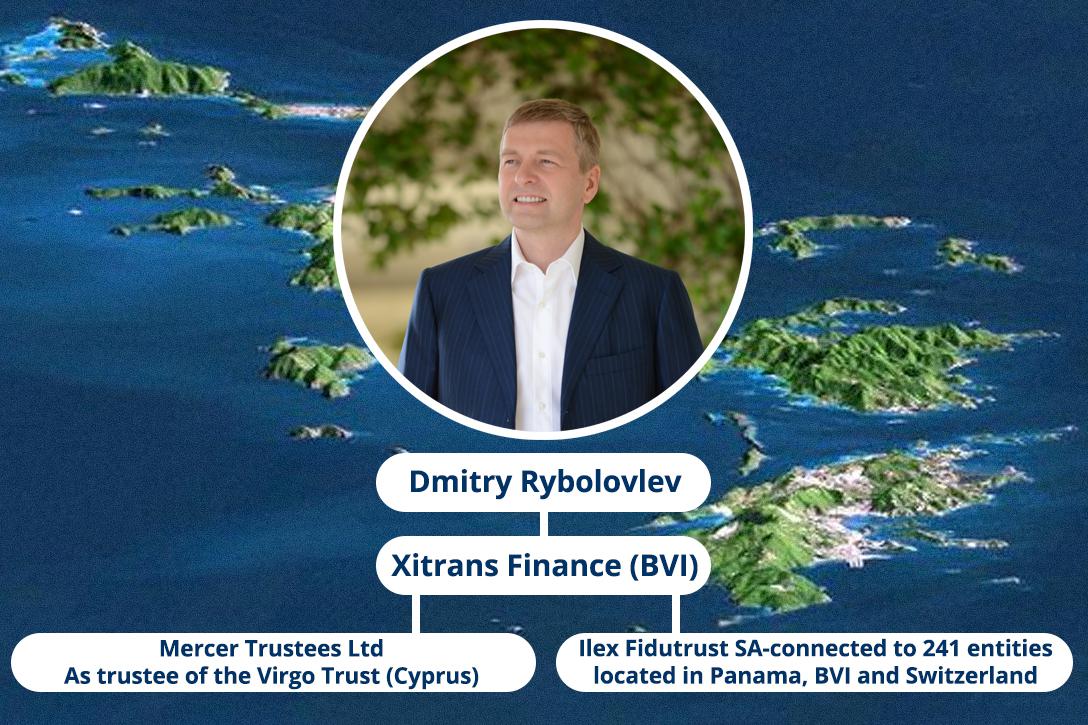 Dmitry Rybolovlev
Xitrans Finance (BVI)
Mercer Trustees Ltd
As trustee of the Virgo Trust (Cyprus)
Ilex Fidutrust SA-connected to 241 entities
located in Panama, BVI and Switzerland